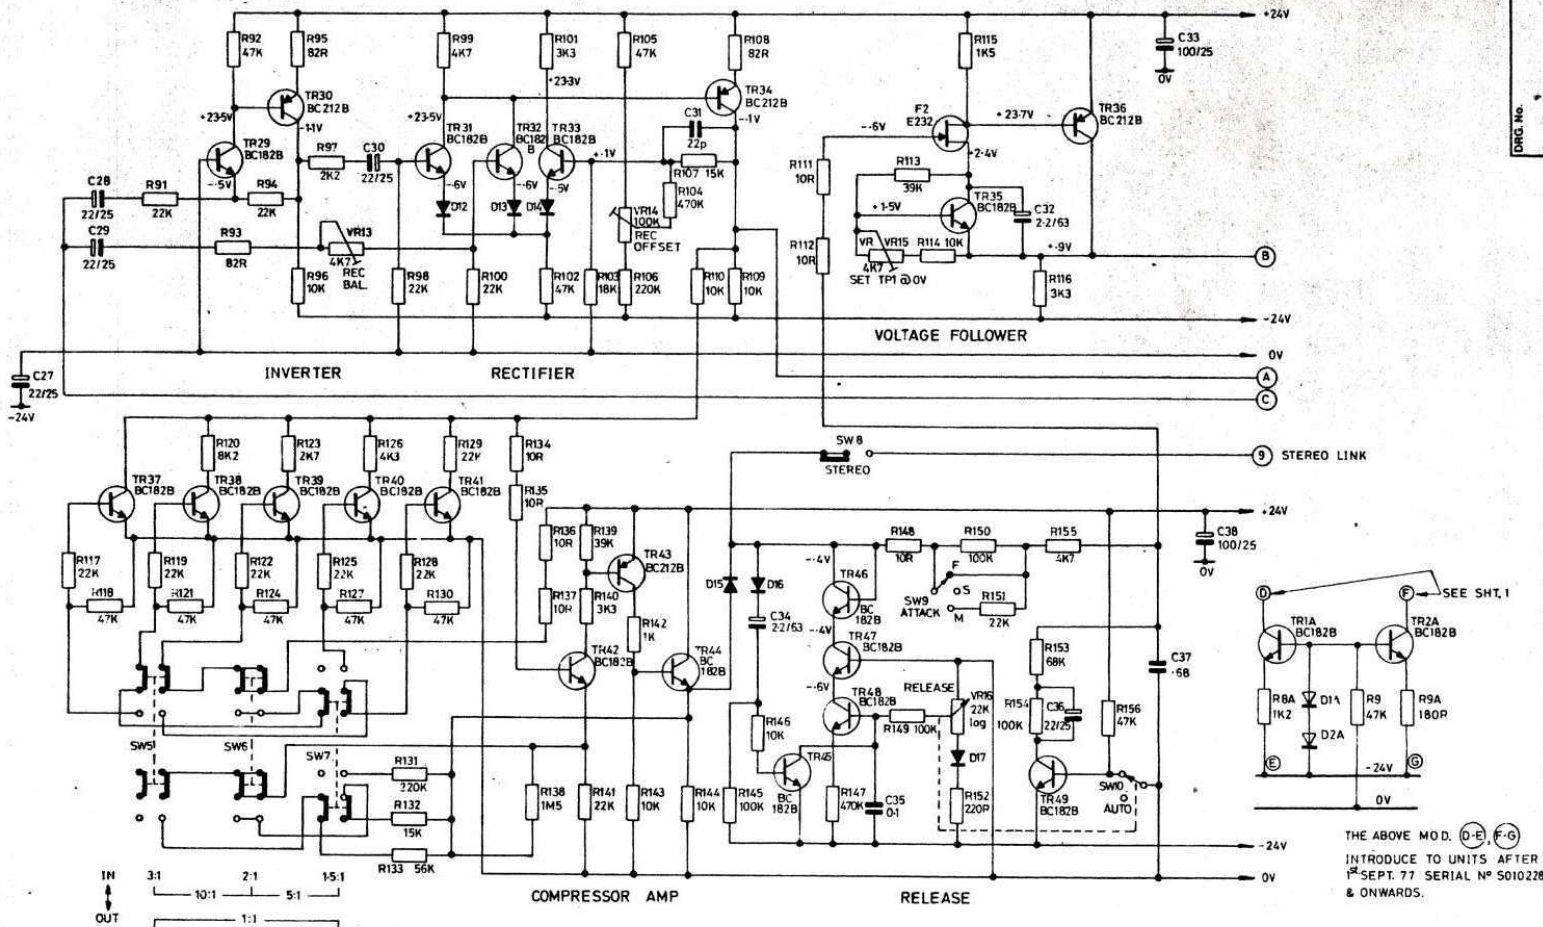 +24V
R92 47K
R95 82R
R99 4K7
R101 3K3
R105 47K
R108 82R
R115 1K5
C33 100/25
0V
DRG. No.
+23·3V
TR30 BC212B
TR34 BC212B
F2 E232
+23·7V
TR36 BC212B
+23·5V
-·1·1V
+23·5V
C31 22p
-·1V
-·6V
TR29 BC182B
R97 2K2
C30 22/25
TR31 BC182B
TR32 BC182 B
TR33 BC182B
+·1V
R107 15K
R111 10R
R113 39K
+2·4V
C28 22/25
R91 22K
-·5V
R94 22K
-·6V
-·6V
-·5V
R104 470K
TR35 BC182B
C32 2·2/63
D12
D13
D14
VR14 100K REC OFFSET
+1·5V
C29 22/25
R93 82R
VR13 4K7 REC BAL.
R112 10R
VR VR15 4K7
R114 10K
+·9V
B
SET TP1 @ 0V
R96 10K
R98 22K
R100 22K
R102 47K
R103 18K
R106 220K
R110 10K
R109 10K
R116 3K3
-24V
VOLTAGE FOLLOWER
0V
C27 22/25
-24V
INVERTER
RECTIFIER
A
C
R120 8K2
R123 2K7
R126 4K3
R129 22K
R134 10R
SW8 STEREO
9 STEREO LINK
TR37 BC182B
TR38 BC182B
TR39 BC182B
TR40 BC182B
TR41 BC182B
R135 10R
+24V
R117 22K
R119 22K
R122 22K
R125 22K
R128 22K
R136 10R
R139 39K
TR43 BC212B
R148 10R
R150 100K
R155 4K7
C38 100/25
0V
R118 47K
R121 47K
R124 47K
R127 47K
R130 47K
R137 10R
R140 3K3
R142 1K
D15
D16
-·4V
TR46 BC 182B
F
S
M
SW9 ATTACK
R151 22K
D
F
SEE SHT, 1
C34 2·2/63
-·4V
TR47 BC182B
TR42 BC182B
TR44 BC 182B
R153 68K
C37 ·68
TR1A BC182B
TR2A BC182B
-·6V
TR48 BC182B
RELEASE
VR16 22K log
R154 100K
C36 22/25
R156 47K
R8A 1K2
D1A
D2A
R9 47K
R9A 180R
R146 10K
R149 100K
SW5
SW6
SW7
R131 220K
TR45 BC 182B
D17
E
-24V
G
R132 15K
R138 1M5
R141 22K
R143 10K
R144 10K
R145 100K
R147 470K
C35 0·1
R152 220R
TR49 BC182B
SW10
AUTO
0V
R133 56K
-24V
THE ABOVE MOD. D-E, F-G
INTRODUCE TO UNITS AFTER
1ST SEPT. 77 SERIAL Nº S010228
& ONWARDS.
0V
IN
3:1
2:1
1·5:1
10:1
5:1
OUT
1:1
COMPRESSOR AMP
RELEASE